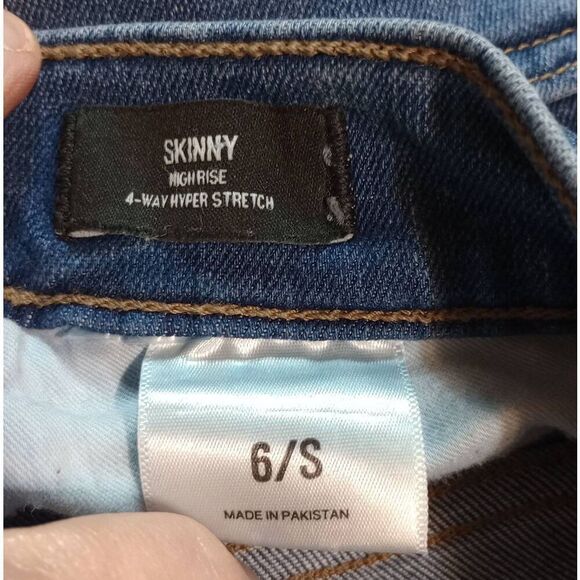 SKINNY
HIGH RISE
4-WAY HYPER STRETCH
6/S
MADE IN PAKISTAN